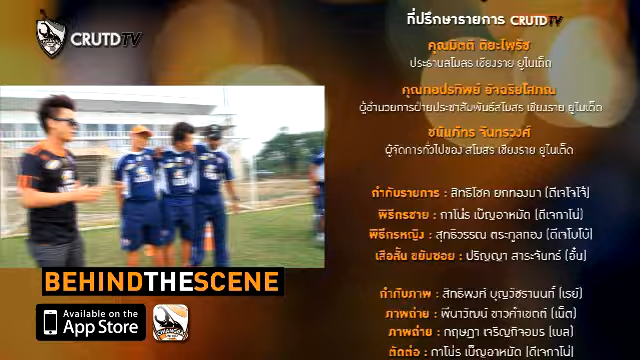 CRUTDTV
ที่ปรึกษารายการ CRUTDTV
คุณมิตติ ติยะไพรัช
ประธานสโมสร เชียงราย ยูไนเต็ด
คุณกอปรทิพย์ อัจฉริยโสภณ
ผู้อำนวยการฝ่ายประชาสัมพันธ์สโมสร เชียงราย ยูไนเต็ด
ชนินภัทร จันทรวงศ์
ผู้จัดการทั่วไปของ สโมสร เชียงราย ยูไนเต็ด
กำกับรายการ : สิทธิโชค ยกทองมา (ดีเจโจโจ้)
พิธีกรชาย : กาโน่ร เบ็ญอาหมัด (ดีเจกาโน่)
พิธีกรหญิง : สุทธิวรรณ ตระกูลทอง (ดีเจโบโบ้)
เสือสั้น ขยันซอย : ปริญญา สาระจันทร์ (อั๋น)
กำกับภาพ : สิทธิพงศ์ บุญวัชรานนท์ (เรย์)
ภาพถ่าย : พีนาวัฒน์ ชาวคำเขตต์ (เน็ต)
ภาพถ่าย : กฤษฎา เจริญกิจอมร (เบล)
ตัดต่อ : กาโน่ร เบ็ญอาหมัด (ดีเจกาโน่)
BEHINDTHESCENE
Available on the
App Store